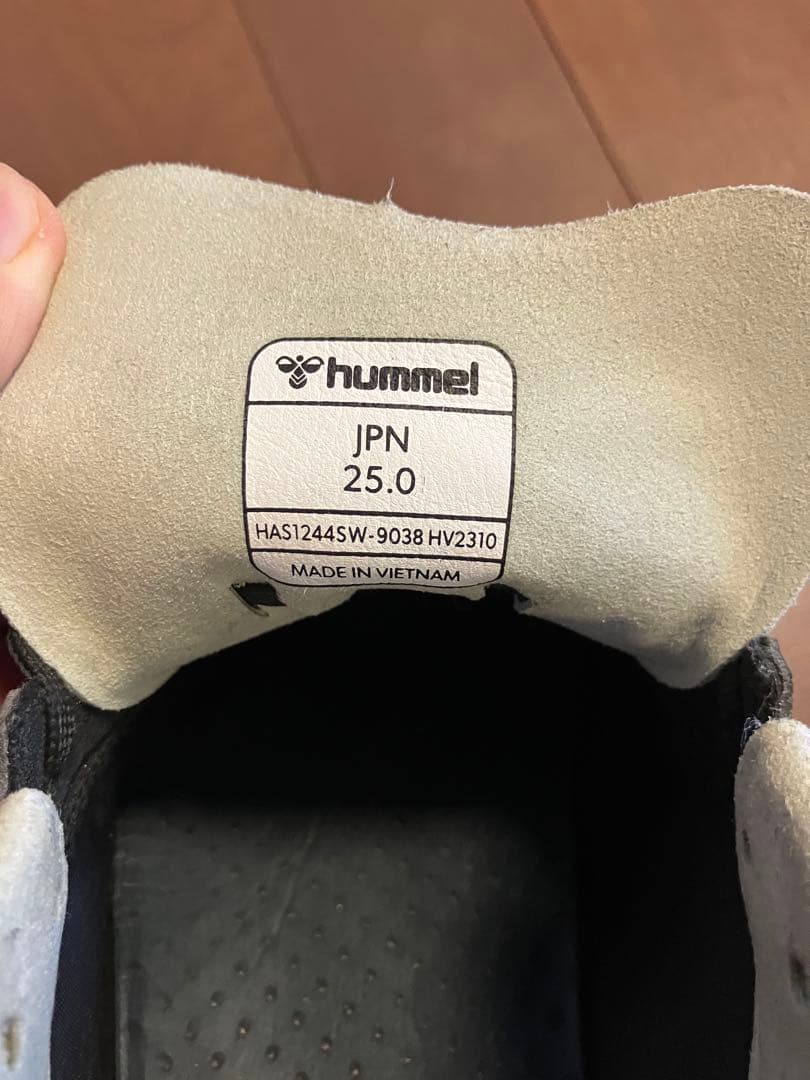 hummel
JPN
25.0
HAS1244SW-9038 HV2310
MADE IN VIETNAM